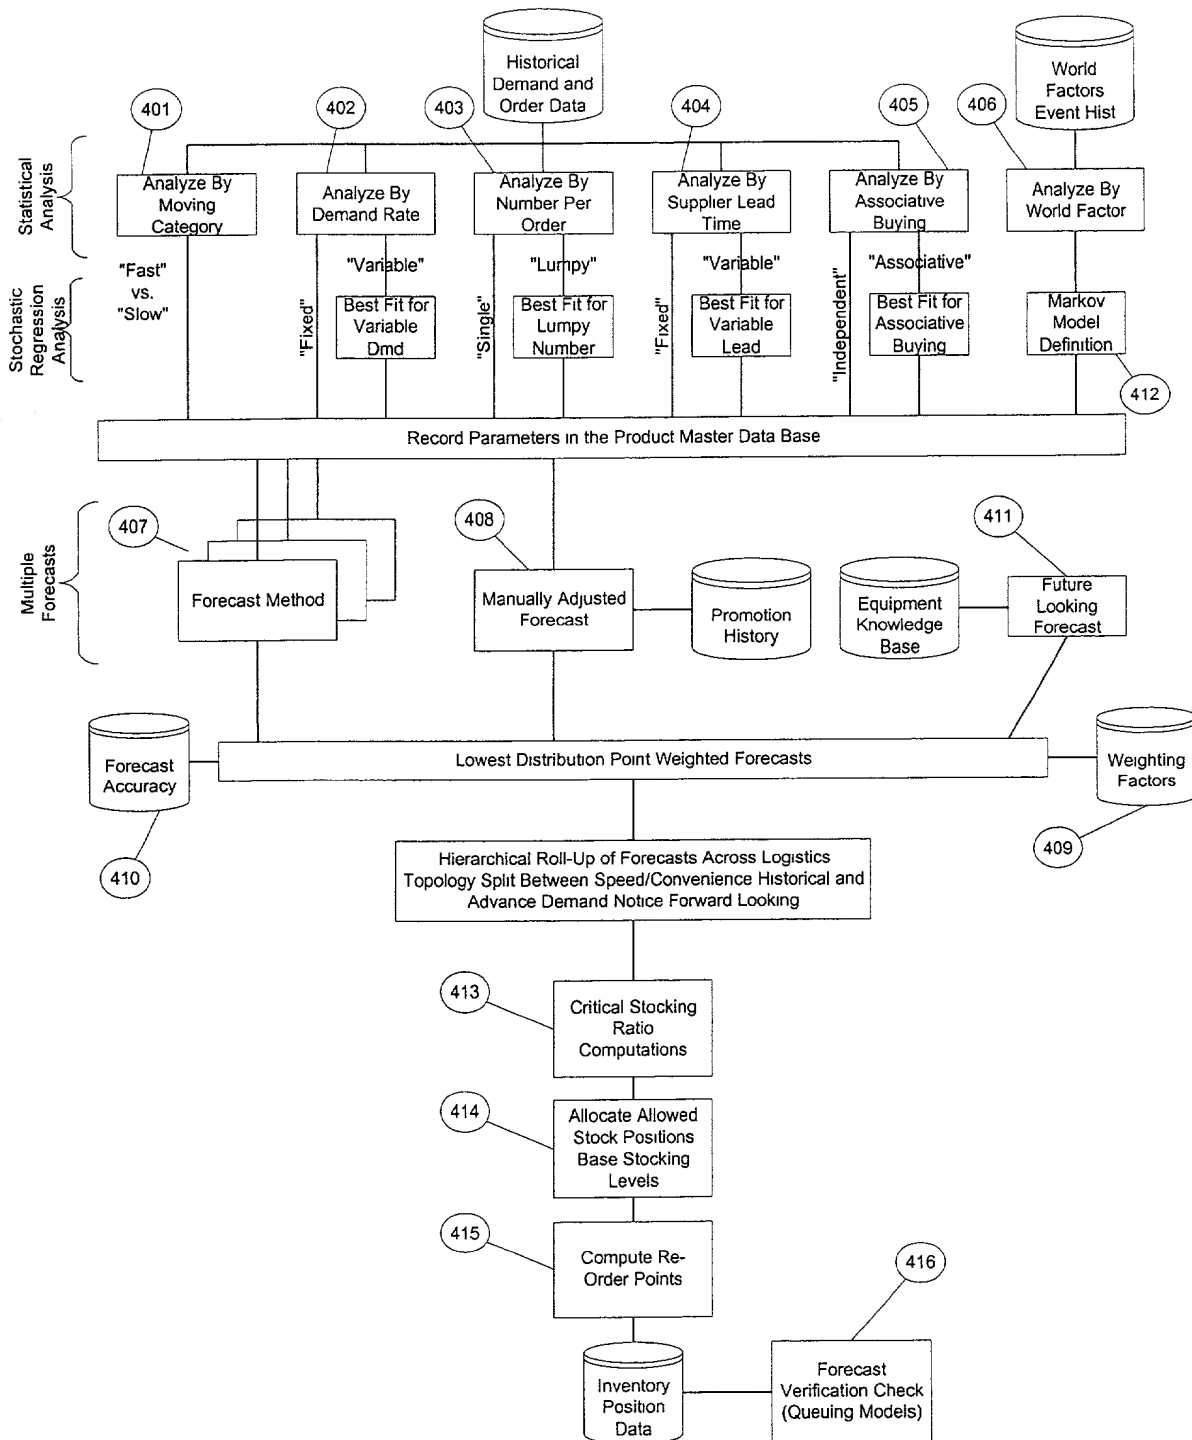 Historical
Demand and
Order Data
World
Factors
Event Hist
401
402
403
404
405
406
Statistical
Analysis
Analyze By
Moving
Category
Analyze By
Demand Rate
Analyze By
Number Per
Order
Analyze By
Supplier Lead
Time
Analyze By
Associative
Buying
Analyze By
World Factor
Stochastic
Regression
Analysis
"Fast"
vs.
"Slow"
"Fixed"
"Variable"
Best Fit for
Variable
Dmd
"Single"
"Lumpy"
Best Fit for
Lumpy
Number
"Fixed"
"Variable"
Best Fit for
Variable
Lead
"Independent"
"Associative"
Best Fit for
Associative
Buying
Markov
Model
Definition
412
Record Parameters in the Product Master Data Base
Multiple
Forecasts
407
Forecast Method
408
Manually Adjusted
Forecast
Promotion
History
Equipment
Knowledge
Base
411
Future
Looking
Forecast
Forecast
Accuracy
410
Lowest Distribution Point Weighted Forecasts
Weighting
Factors
409
Hierarchical Roll-Up of Forecasts Across Logistics
Topology Split Between Speed/Convenience Historical and
Advance Demand Notice Forward Looking
413
Critical Stocking
Ratio
Computations
414
Allocate Allowed
Stock Positions
Base Stocking
Levels
415
Compute Re-
Order Points
416
Inventory
Position
Data
Forecast
Verification Check
(Queuing Models)